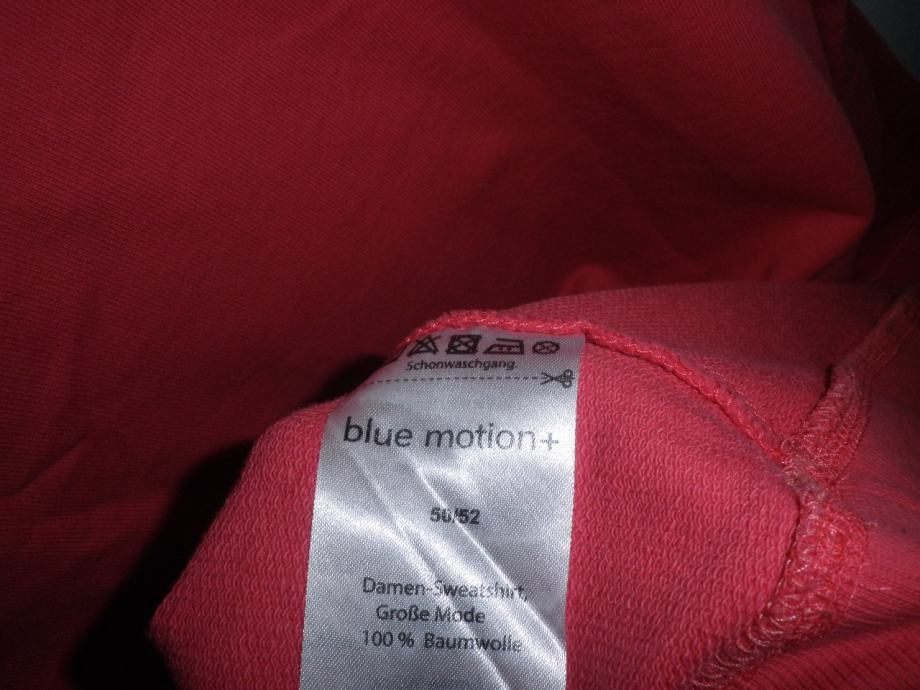 Schonwaschgang.
blue motion+
50/52
Damen-Sweatshirt,
Große Mode
100 % Baumwolle